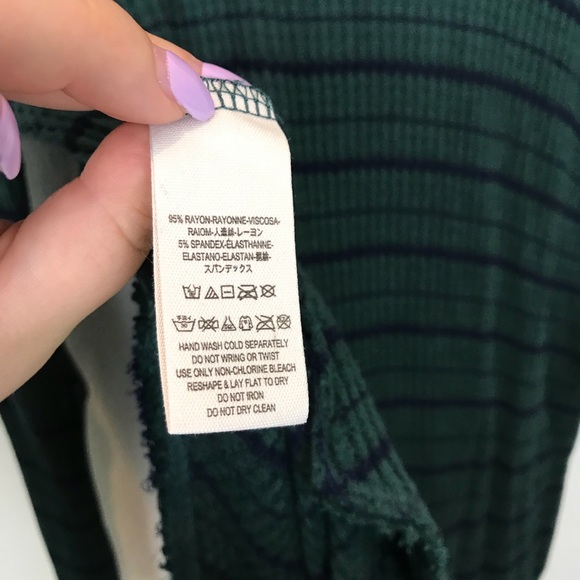 95% RAYON-RAYONNE-VISCOSA-
RAIOM-人造絲-レーヨン
5% SPANDEX-ÉLASTHANNE-
ELASTANO-ELASTAN-
スパンデックス
HAND WASH COLD SEPARATELY
DO NOT WRING OR TWIST
USE ONLY NON-CHLORINE BLEACH
RESHAPE & LAY FLAT TO DRY
DO NOT IRON
DO NOT DRY CLEAN